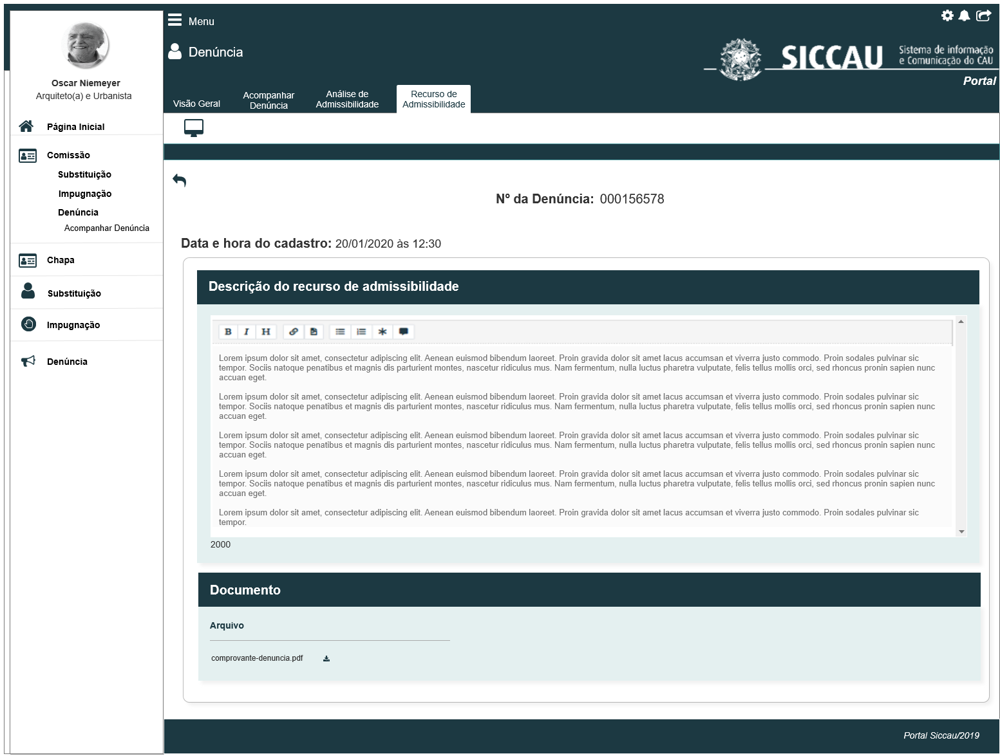 Oscar Niemeyer
Arquiteto(a) e Urbanista
Página Inicial
Comissão
Substituição
Impugnação
Denúncia
Acompanhar Denúncia
Chapa
Substituição
Impugnação
Denúncia
Menu
Denúncia
SICCAU
Sistema de informação
e Comunicação do CAU
Portal
Visão Geral
Acompanhar
Denúncia
Análise de
Admissibilidade
Recurso de
Admissibilidade
Nº da Denúncia: 000156578
Data e hora do cadastro: 20/01/2020 às 12:30
Descrição do recurso de admissibilidade
B I H
Lorem ipsum dolor sit amet, consectetur adipiscing elit. Aenean euismod bibendum laoreet. Proin gravida dolor sit amet lacus accumsan et viverra justo commodo. Proin sodales pulvinar sic
tempor. Sociis natoque penatibus et magnis dis parturient montes, nascetur ridiculus mus. Nam fermentum, nulla luctus pharetra vulputate, felis tellus mollis orci, sed rhoncus pronin sapien nunc
accuan eget.
Lorem ipsum dolor sit amet, consectetur adipiscing elit. Aenean euismod bibendum laoreet. Proin gravida dolor sit amet lacus accumsan et viverra justo commodo. Proin sodales pulvinar sic
tempor. Sociis natoque penatibus et magnis dis parturient montes, nascetur ridiculus mus. Nam fermentum, nulla luctus pharetra vulputate, felis tellus mollis orci, sed rhoncus pronin sapien nunc
accuan eget.
Lorem ipsum dolor sit amet, consectetur adipiscing elit. Aenean euismod bibendum laoreet. Proin gravida dolor sit amet lacus accumsan et viverra justo commodo. Proin sodales pulvinar sic
tempor. Sociis natoque penatibus et magnis dis parturient montes, nascetur ridiculus mus. Nam fermentum, nulla luctus pharetra vulputate, felis tellus mollis orci, sed rhoncus pronin sapien nunc
accuan eget.
Lorem ipsum dolor sit amet, consectetur adipiscing elit. Aenean euismod bibendum laoreet. Proin gravida dolor sit amet lacus accumsan et viverra justo commodo. Proin sodales pulvinar sic
tempor. Sociis natoque penatibus et magnis dis parturient montes, nascetur ridiculus mus. Nam fermentum, nulla luctus pharetra vulputate, felis tellus mollis orci, sed rhoncus pronin sapien nunc
accuan eget.
Lorem ipsum dolor sit amet, consectetur adipiscing elit. Aenean euismod bibendum laoreet. Proin gravida dolor sit amet lacus accumsan et viverra justo commodo. Proin sodales pulvinar sic
tempor.
2000
Documento
Arquivo
comprovante-denuncia.pdf
Portal Siccau/2019